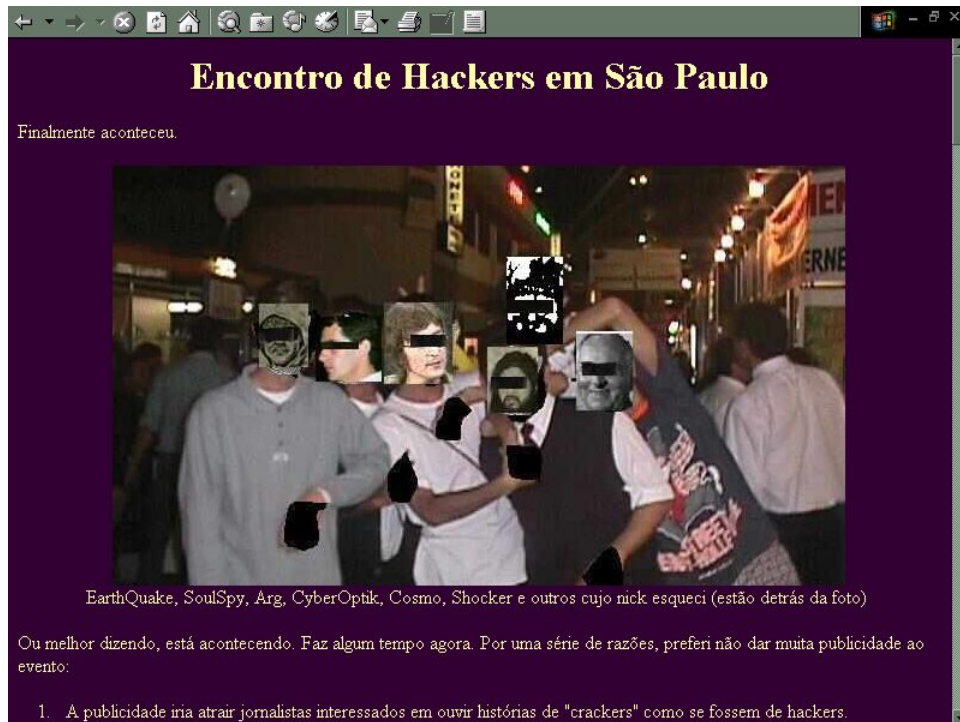 Encontro de Hackers em São Paulo
Finalmente aconteceu.
EarthQuake, SoulSpy, Arg, CyberOptik, Cosmo, Shocker e outros cujo nick esqueci (estão detrás da foto)
Ou melhor dizendo, está acontecendo. Faz algum tempo agora. Por uma série de razões, preferi não dar muita publicidade ao
evento:
1. A publicidade iria atrair jornalistas interessados em ouvir histórias de "crackers" como se fossem de hackers.